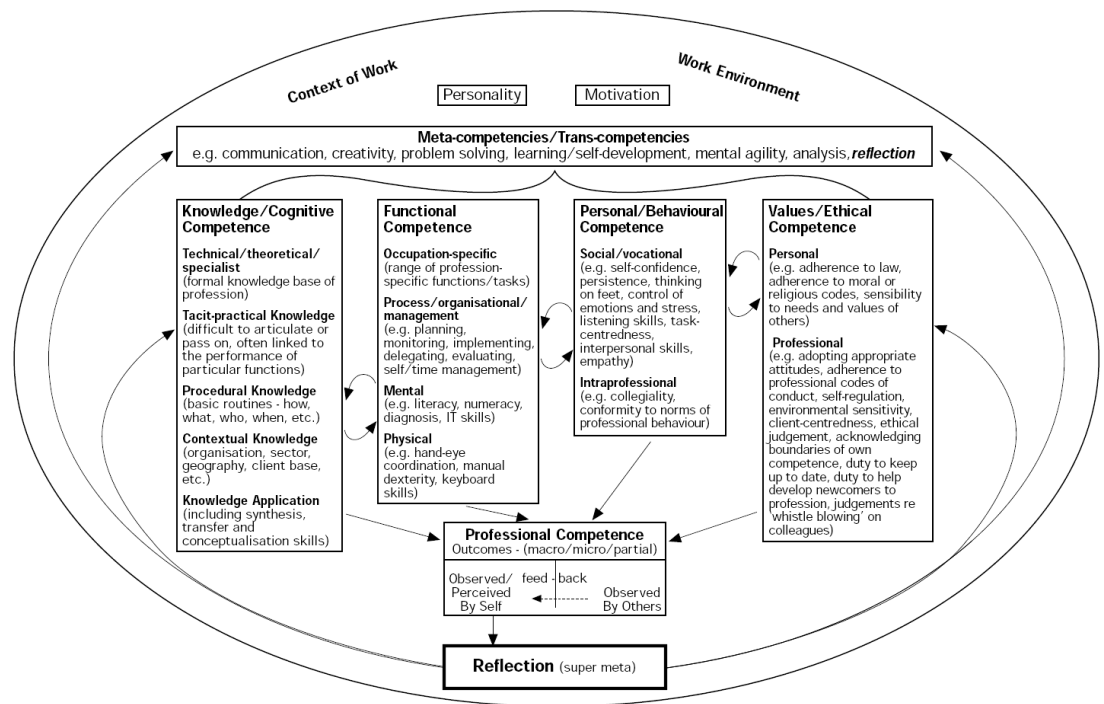 Context of Work
Work Environment
Personality
Motivation
Meta-competencies/Trans-competencies
e.g. communication, creativity, problem solving, learning/self-development, mental agility, analysis,reflection
Knowledge/Cognitive
Competence
Technical/theoretical/
specialist
(formal knowledge base of
profession)
Tacit-practical Knowledge
(difficult to articulate or
pass on, often linked to
the performance of
particular functions)
Procedural Knowledge
(basic routines - how,
what, who, when, etc.)
Contextual Knowledge
(organisation, sector,
geography, client base,
etc.)
Knowledge Application
(including synthesis,
transfer and
conceptualisation skills)
Functional
Competence
Occupation-specific
(range of profession-
specific functions/tasks)
Process/organisational/
management
(e.g. planning,
monitoring, implementing,
delegating, evaluating,
self/time management)
Mental
(e.g. literacy, numeracy,
diagnosis, IT skills)
Physical
(e.g. hand-eye
coordination, manual
dexterity, keyboard
skills)
Personal/Behavioural
Competence
Social/vocational
(e.g. self-confidence,
persistence, thinking
on feet, control of
emotions and stress,
listening skills, task-
centredness,
interpersonal skills,
empathy)
Intraprofessional
(e.g. collegiality,
conformity to norms of
professional behaviour)
Values/Ethical
Competence
Personal
(e.g. adherence to law,
adherence to moral or
religious codes, sensibility
to needs and values of
others)
Professional
(e.g. adopting appropriate
attitudes, adherence to
professional codes of
conduct, self-regulation,
environmental sensitivity,
client-centredness, ethical
judgement, acknowledging
boundaries of own
competence, duty to keep
up to date, duty to help
develop newcomers to
profession, judgements re
'whistle blowing' on
colleagues)
Professional Competence
Outcomes - (macro/micro/partial)
Observed/
Perceived
By Self
feed - back
Observed
By Others
Reflection (super meta)